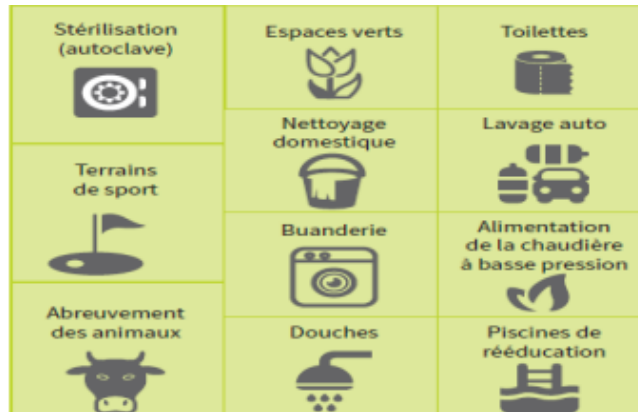 Stérilisation
(autoclave)
Terrains
de sport
Abreuvement
des animaux
Espaces verts
Nettoyage
domestique
Buanderie
Douches
Toilettes
Lavage auto
Alimentation
de la chaudière
à basse pression
Piscines de
rééducation